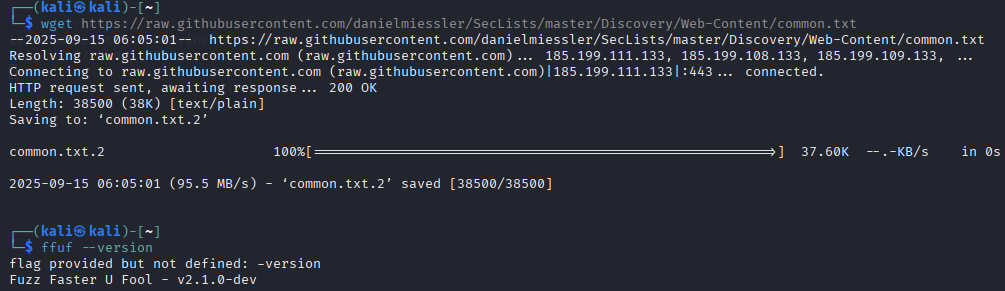 ┌──(kali㉿kali)-[~]
└─$ wget https://raw.githubusercontent.com/danielmiessler/SecLists/master/Discovery/Web-Content/common.txt
--2025-09-15 06:05:01-- https://raw.githubusercontent.com/danielmiessler/SecLists/master/Discovery/Web-Content/common.txt
Resolving raw.githubusercontent.com (raw.githubusercontent.com)... 185.199.111.133, 185.199.108.133, 185.199.109.133, ...
Connecting to raw.githubusercontent.com (raw.githubusercontent.com)|185.199.111.133|:443... connected.
HTTP request sent, awaiting response... 200 OK
Length: 38500 (38K) [text/plain]
Saving to: ‘common.txt.2’
common.txt.2 100%[===================================================>] 37.60K --.-KB/s in 0s
2025-09-15 06:05:01 (95.5 MB/s) - ‘common.txt.2’ saved [38500/38500]
┌──(kali㉿kali)-[~]
└─$ ffuf --version
flag provided but not defined: -version
Fuzz Faster U Fool - v2.1.0-dev